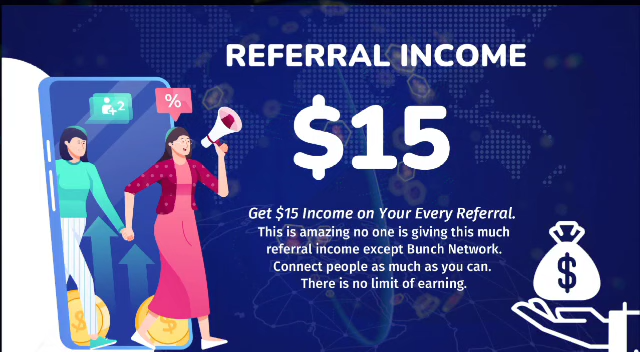 REFERRAL INCOME
+2
%
$15
Get $15 Income on Your Every Referral.
This is amazing no one is giving this much
referral income except Bunch Network.
Connect people as much as you can.
There is no limit of earning.
$